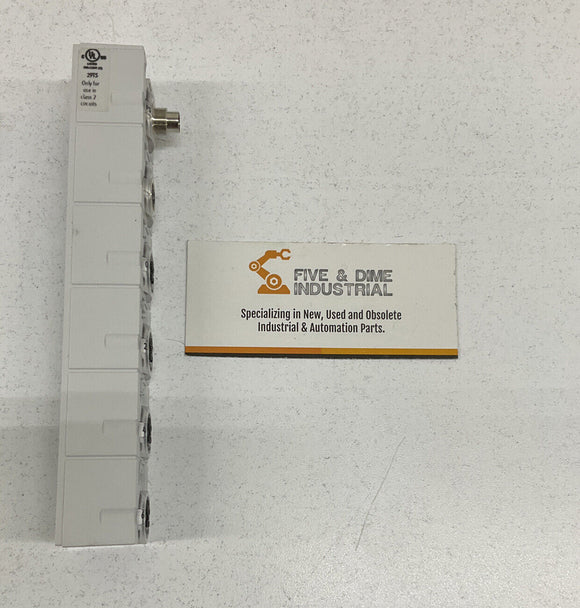 29TS
Only for
use in
class 2
circuits
FIVE & DIME
INDUSTRIAL
Specializing in New, Used and Obsolete
Industrial & Automation Parts.